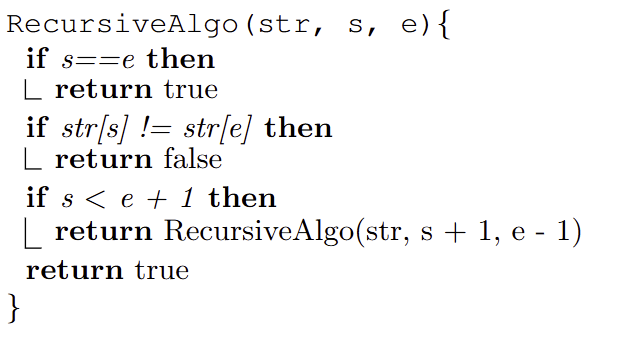 RecursiveAlgo(str, s, e){
if s==e then
return true
if str[s] != str[e] then
return false
if s < e + 1 then
return RecursiveAlgo(str, s + 1, e - 1)
return true
}